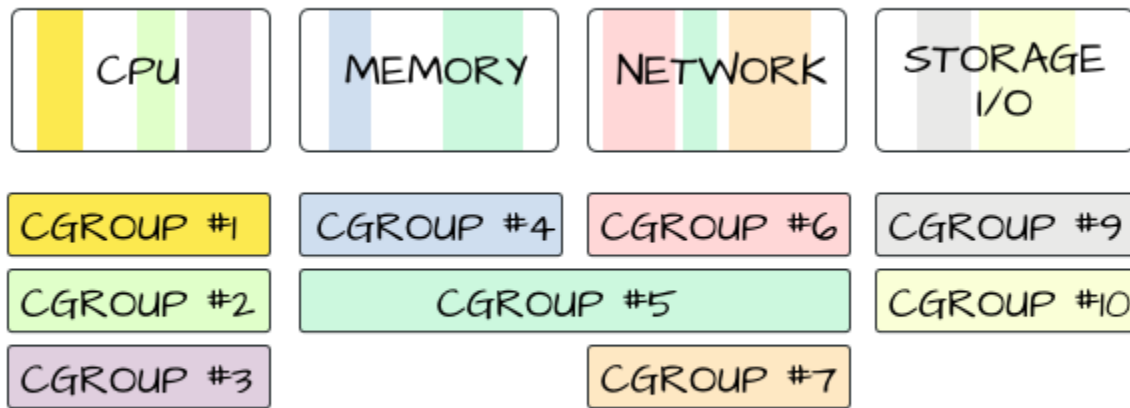 CPU
MEMORY
NETWORK
STORAGE
I/O
CGROUP #1
CGROUP #4
CGROUP #6
CGROUP #9
CGROUP #2
CGROUP #5
CGROUP #10
CGROUP #3
CGROUP #7